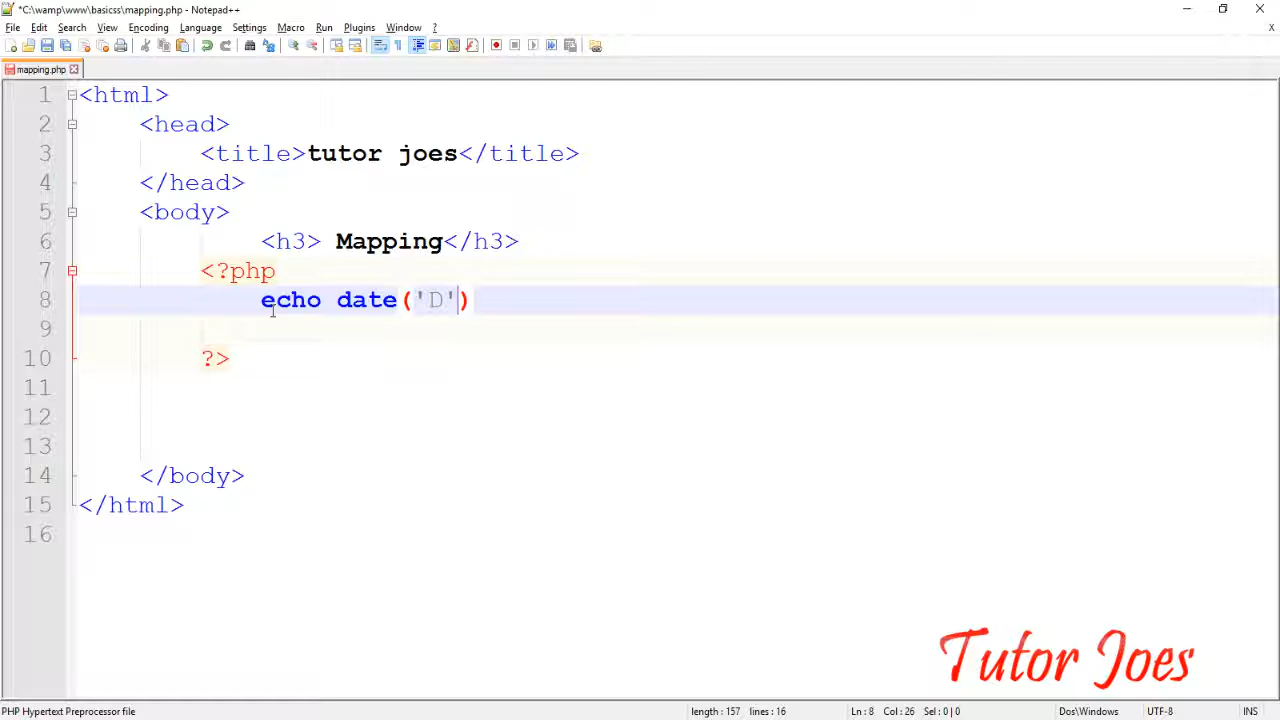 *C:\wamp\www\basicss\mapping.php - Notepad++
File Edit Search View Encoding Language Settings Macro Run Plugins Window ?
X
mapping.php
1 <html>
2 <head>
3 <title>tutor joes</title>
4 </head>
5 <body>
6 <h3> Mapping</h3>
7 <?php
8 echo date('D')
9
10 ?>
11
12
13
14 </body>
15 </html>
16
Tutor Joes
PHP Hypertext Preprocessor file length : 157 lines : 16 Ln : 8 Col : 26 Sel : 0 | 0 Dos\Windows UTF-8 INS